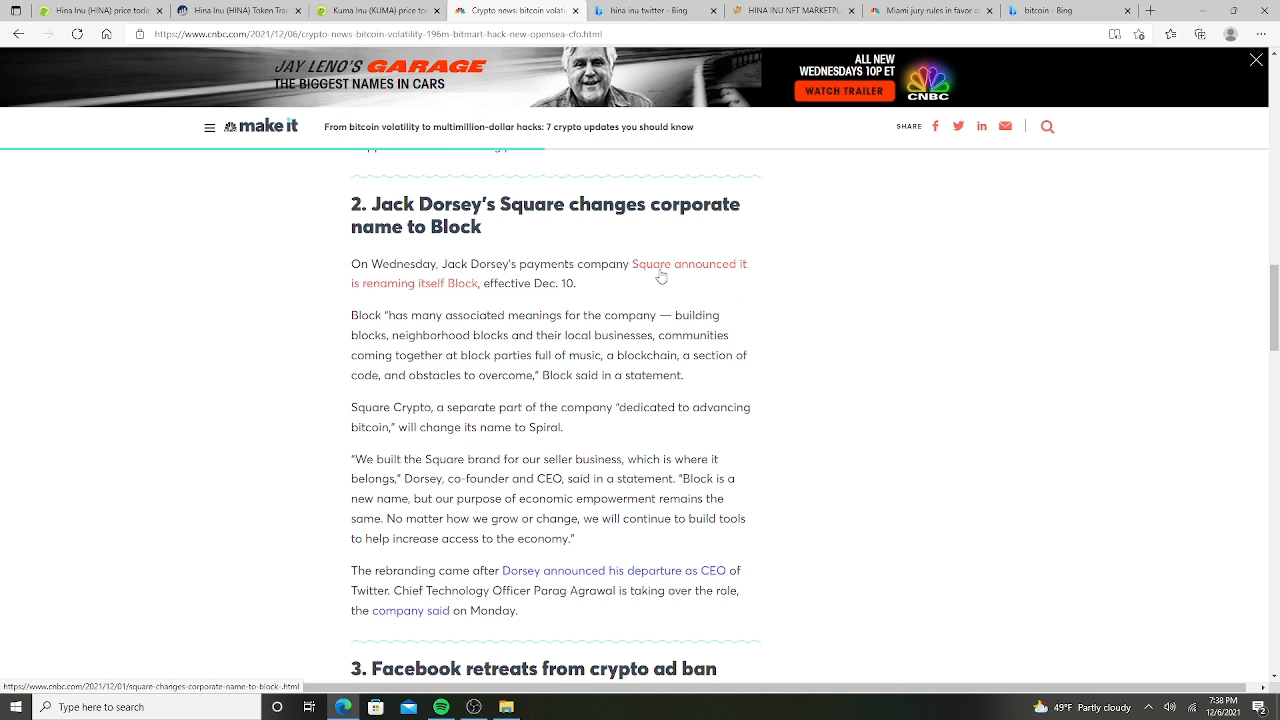 Hina Inu (HINA) price toda
Hina Inu (HINA) Token Tra
Hina Inu (KUMA) price too
Crypto news: bitcoin volati
hina inu twitter - Bing
HINA INU NFT MARKETPL
Miami jury rules in favor of
bitcoin - Bing
https://www.cnbc.com/2021/12/06/crypto-news-bitcoin-volatility-196m-bitmart-hack-new-opensea-cfo.html
JAY LENO'S GARAGE
THE BIGGEST NAMES IN CARS
ALL NEW
WEDNESDAYS 10P ET
WATCH TRAILER
CNBC
make it
From bitcoin volatility to multimillion-dollar hacks: 7 crypto updates you should know
SHARE
2. Jack Dorsey's Square changes corporate
name to Block
On Wednesday, Jack Dorsey's payments company Square announced it
is renaming itself Block, effective Dec. 10.
Block “has many associated meanings for the company — building
blocks, neighborhood blocks and their local businesses, communities
coming together at block parties full of music, a blockchain, a section of
code, and obstacles to overcome,” Block said in a statement.
Square Crypto, a separate part of the company “dedicated to advancing
bitcoin,” will change its name to Spiral.
“We built the Square brand for our seller business, which is where it
belongs,” Dorsey, co-founder and CEO, said in a statement. “Block is a
new name, but our purpose of economic empowerment remains the
same. No matter how we grow or change, we will continue to build tools
to help increase access to the economy.”
The rebranding came after Dorsey announced his departure as CEO of
Twitter. Chief Technology Officer Parag Agrawal is taking over the role,
the company said on Monday.
3. Facebook retreats from crypto ad ban
https://www.cnbc.com/2021/12/01/square-changes-corporate-name-to-block-.html
Type here to search
49°F Partly cloudy
7:38 PM
12/6/2021